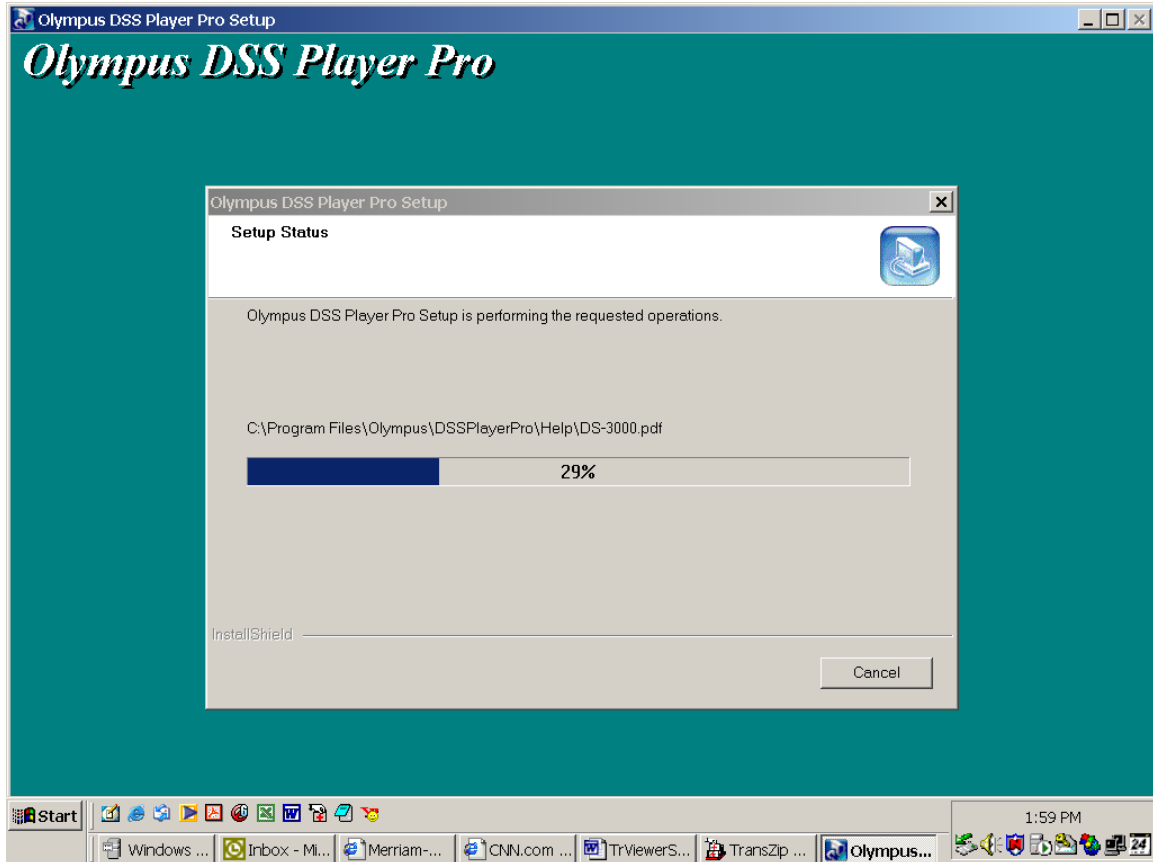 Olympus DSS Player Pro Setup
Olympus DSS Player Pro
Olympus DSS Player Pro Setup
Setup Status
Olympus DSS Player Pro Setup is performing the requested operations.
C:\Program Files\Olympus\DSSPlayerPro\Help\DS-3000.pdf
29%
InstallShield
Cancel
Start
1:59 PM
Windows ...
Inbox - Mi...
Merriam-...
CNN.com ...
TrViewerS...
TransZip ...
Olympus...
24